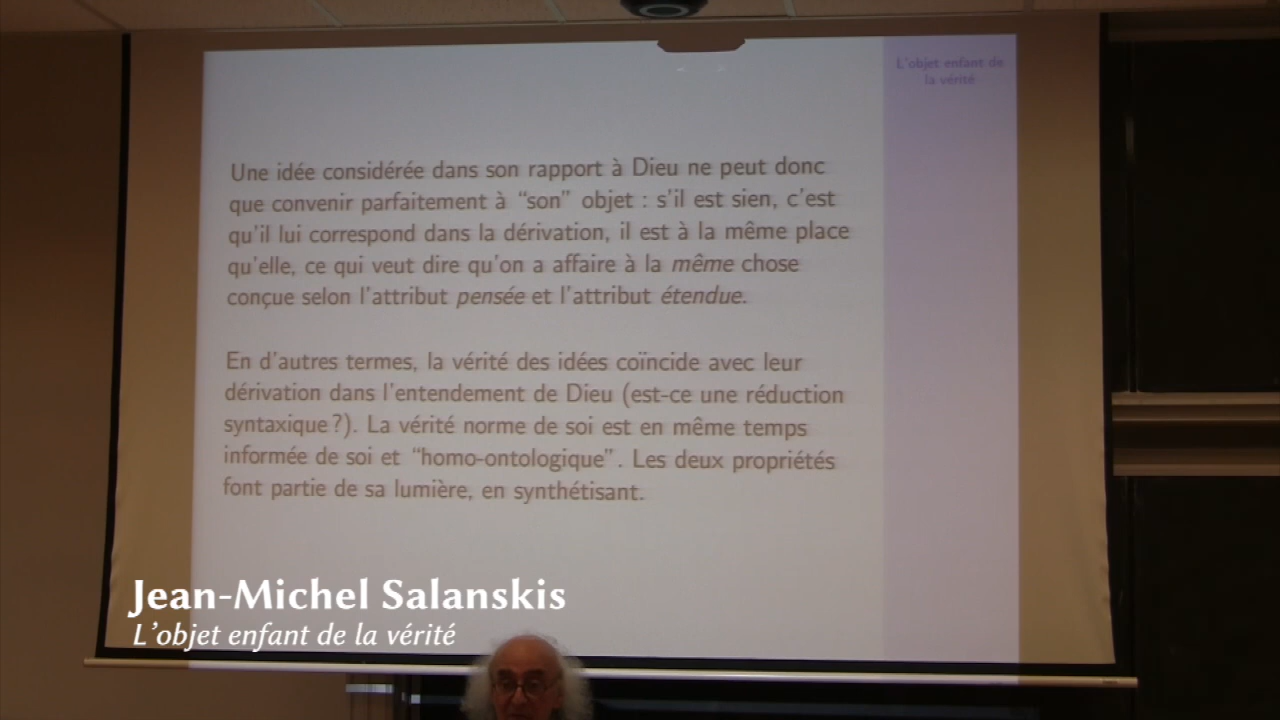 L'objet enfant de
la vérité
Une idée considérée dans son rapport à Dieu ne peut donc
que convenir parfaitement à “son” objet : s'il est sien, c'est
qu'il lui correspond dans la dérivation, il est à la même place
qu'elle, ce qui veut dire qu'on a affaire à la même chose
conçue selon l'attribut pensée et l'attribut étendue.
En d'autres termes, la vérité des idées coïncide avec leur
dérivation dans l'entendement de Dieu (est-ce une réduction
syntaxique ?). La vérité norme de soi est en même temps
informée de soi et “homo-ontologique”. Les deux propriétés
font partie de sa lumière, en synthétisant.
Jean-Michel Salanskis
L'objet enfant de la vérité